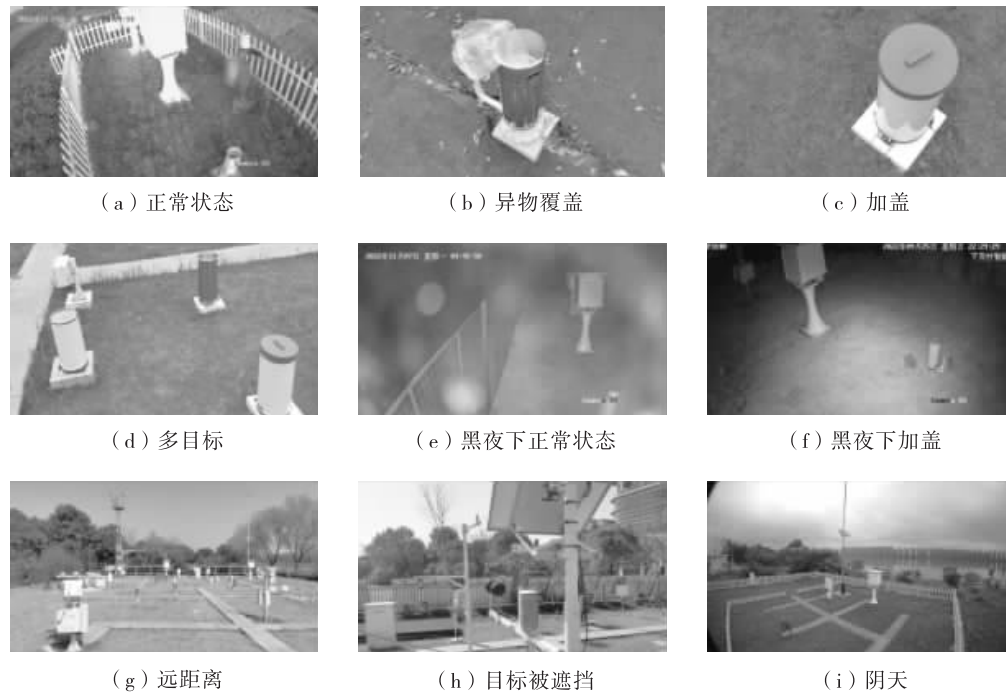 (a)正常状态
(b)异物覆盖
(c)加盖
(d)多目标
(e)黑夜下正常状态
(f)黑夜下加盖
(g)远距离
(h)目标被遮挡
(i)阴天